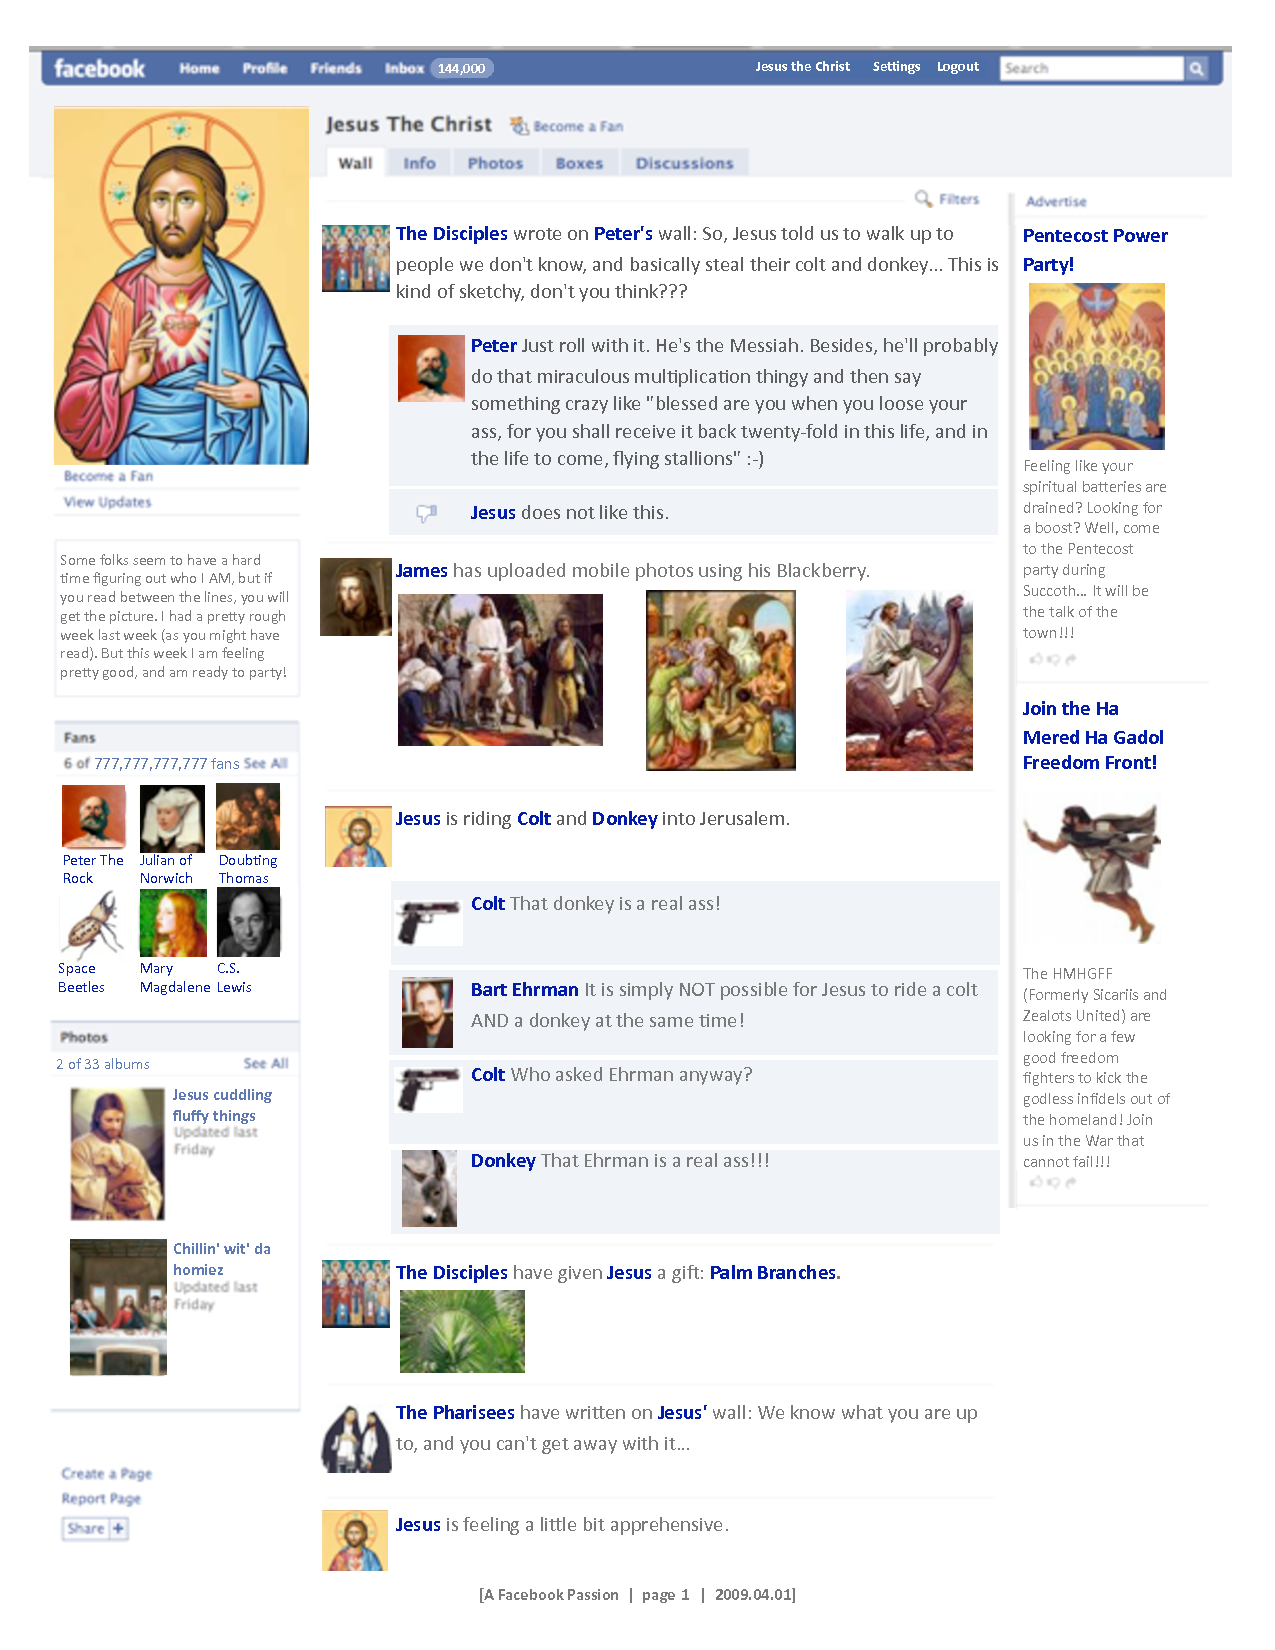 facebook Home Profile Friends Inbox 144,000 Jesus the Christ Settings Logout Search
Jesus The Christ Become a Fan
Wall Info Photos Boxes Discussions
Become a Fan
View Updates
Some folks seem to have a hard
time figuring out who I AM, but if
you read between the lines, you will
get the picture. I had a pretty rough
week last week (as you might have
read). But this week I am feeling
pretty good, and am ready to party!
Fans
6 of 777,777,777,777 fans See All
Peter The
Rock
Julian of
Norwich
Doubting
Thomas
Space
Beetles
Mary
Magdalene
C.S.
Lewis
Photos
2 of 33 albums See All
Jesus cuddling
fluffy things
Updated last
Friday
Chillin' wit' da
homiez
Updated last
Friday
Create a Page
Report Page
Share +
Filters
The Disciples wrote on Peter's wall: So, Jesus told us to walk up to
people we don't know, and basically steal their colt and donkey... This is
kind of sketchy, don't you think???
Peter Just roll with it. He's the Messiah. Besides, he'll probably
do that miraculous multiplication thingy and then say
something crazy like "blessed are you when you loose your
ass, for you shall receive it back twenty-fold in this life, and in
the life to come, flying stallions" :-)
Jesus does not like this.
James has uploaded mobile photos using his Blackberry.
Jesus is riding Colt and Donkey into Jerusalem.
Colt That donkey is a real ass!
Bart Ehrman It is simply NOT possible for Jesus to ride a colt
AND a donkey at the same time!
Colt Who asked Ehrman anyway?
Donkey That Ehrman is a real ass!!!
The Disciples have given Jesus a gift: Palm Branches.
The Pharisees have written on Jesus' wall: We know what you are up
to, and you can't get away with it...
Jesus is feeling a little bit apprehensive.
Advertise
Pentecost Power
Party!
Feeling like your
spiritual batteries are
drained? Looking for
a boost? Well, come
to the Pentecost
party during
Succoth... It will be
the talk of the
town!!!
Join the Ha
Mered Ha Gadol
Freedom Front!
The HMHGFF
(Formerly Sicariis and
Zealots United) are
looking for a few
good freedom
fighters to kick the
godless infidels out of
the homeland! Join
us in the War that
cannot fail!!!
[A Facebook Passion | page 1 | 2009.04.01]